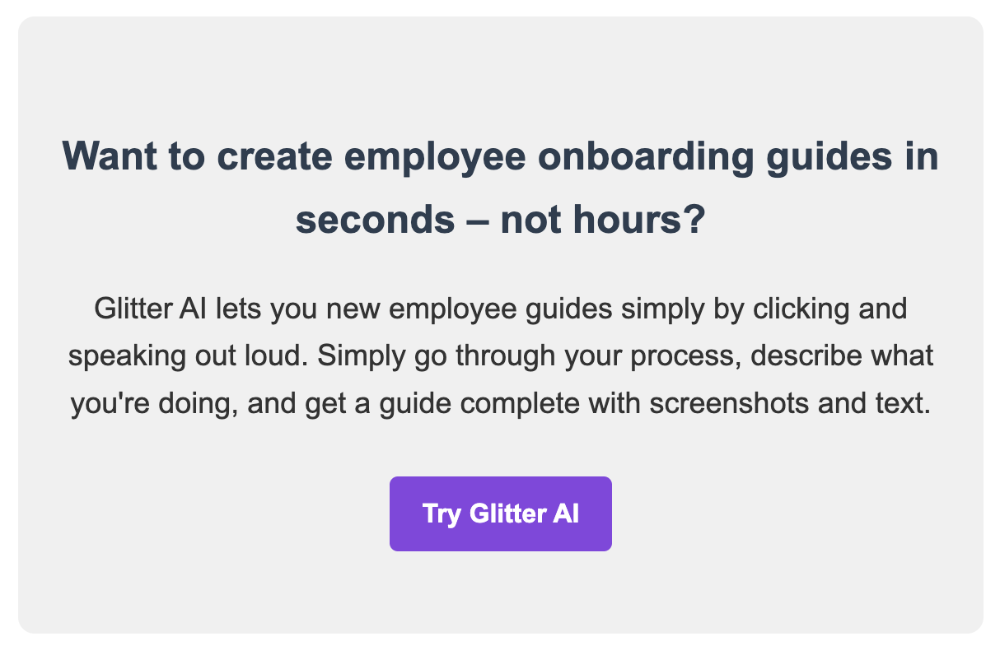 Want to create employee onboarding guides in
seconds – not hours?
Glitter AI lets you new employee guides simply by clicking and
speaking out loud. Simply go through your process, describe what
you're doing, and get a guide complete with screenshots and text.
Try Glitter AI